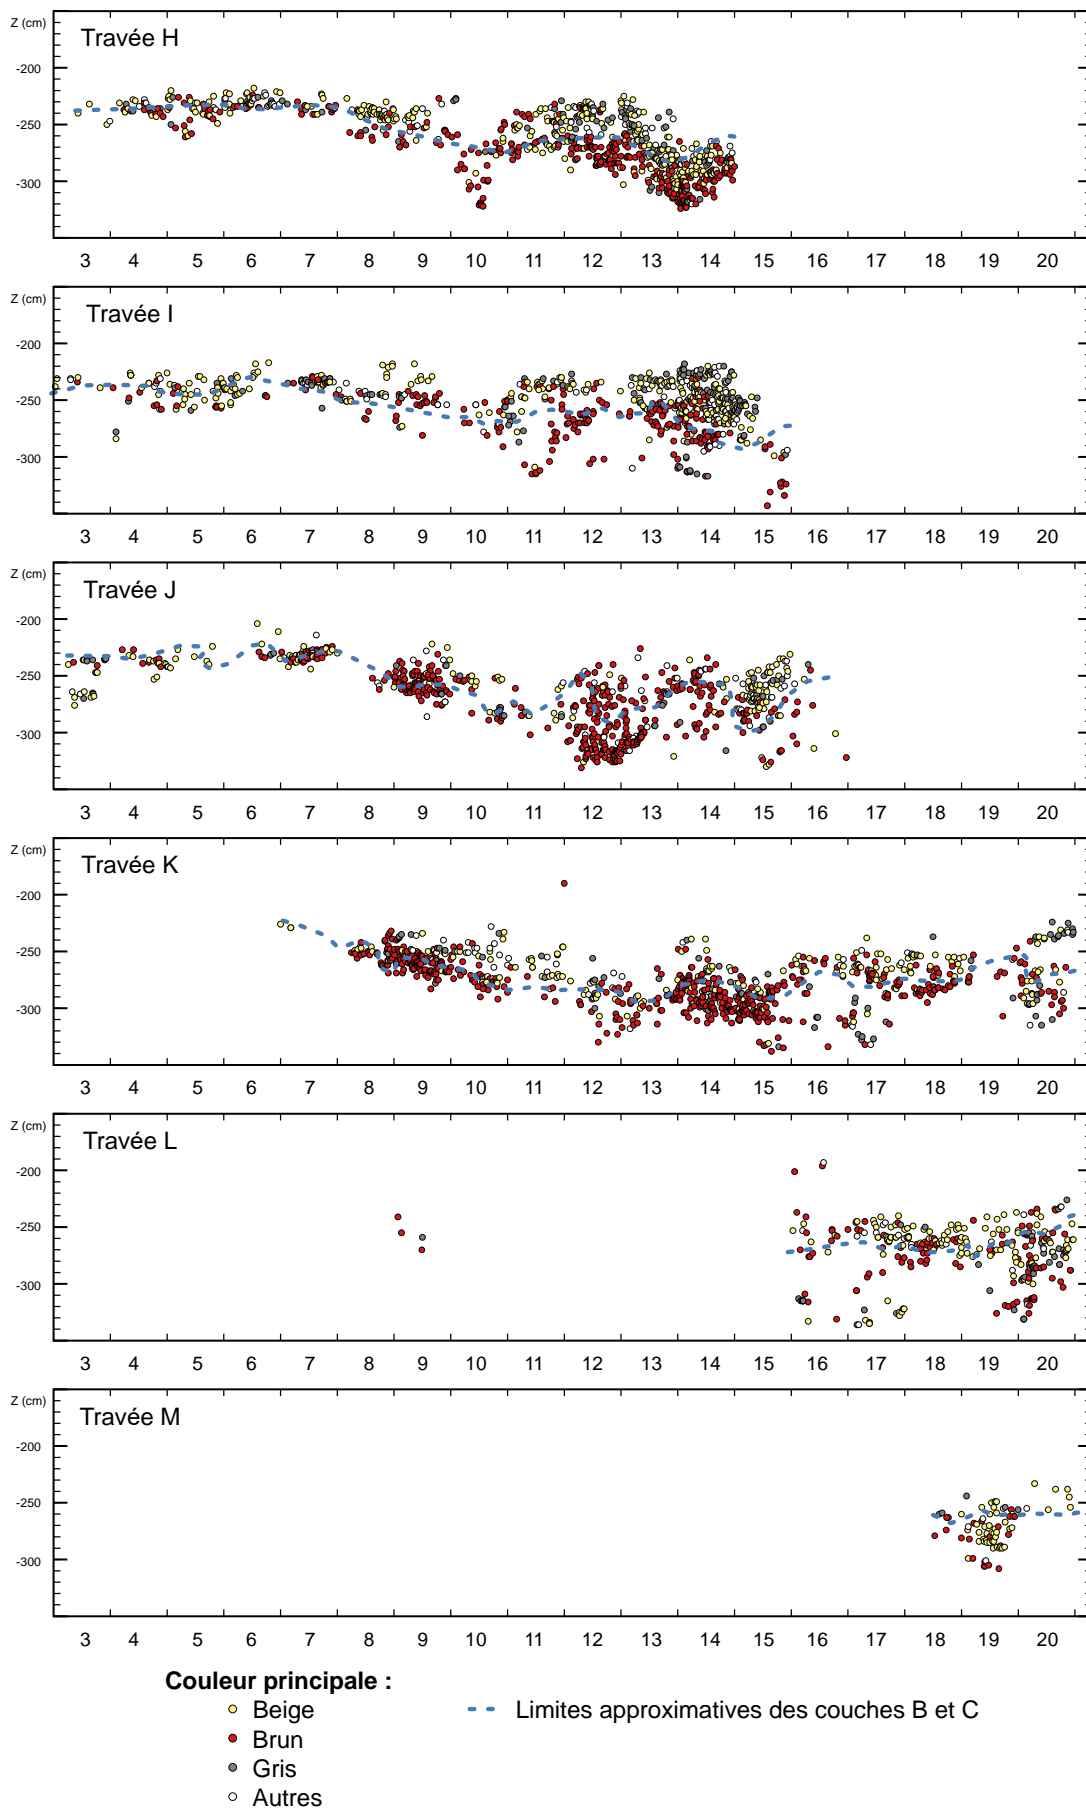 Z (cm)
Travée H
-200
-250
-300
3 4 5 6 7 8 9 10 11 12 13 14 15 16 17 18 19 20
Z (cm)
Travée I
-200
-250
-300
3 4 5 6 7 8 9 10 11 12 13 14 15 16 17 18 19 20
Z (cm)
Travée J
-200
-250
-300
3 4 5 6 7 8 9 10 11 12 13 14 15 16 17 18 19 20
Z (cm)
Travée K
-200
-250
-300
3 4 5 6 7 8 9 10 11 12 13 14 15 16 17 18 19 20
Z (cm)
Travée L
-200
-250
-300
3 4 5 6 7 8 9 10 11 12 13 14 15 16 17 18 19 20
Z (cm)
Travée M
-200
-250
-300
3 4 5 6 7 8 9 10 11 12 13 14 15 16 17 18 19 20
Couleur principale :
Beige Limites approximatives des couches B et C
Brun
Gris
Autres